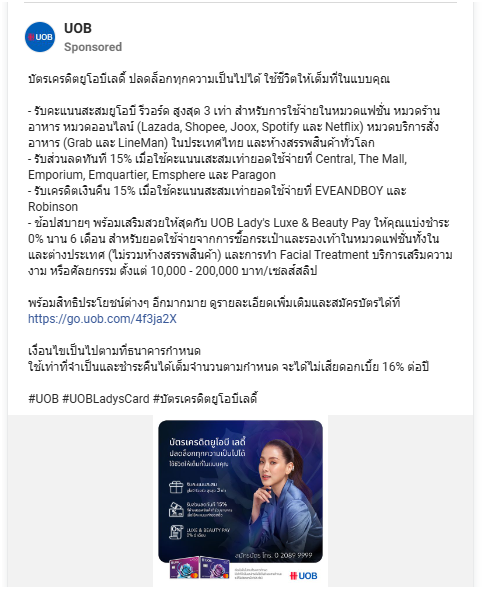 UOB
UOB
Sponsored
บัตรเครดิตยูโอบีเลดี้ ปลดล็อกทุกความเป็นไปได้ ใช้ชีวิตให้เต็มที่ในแบบคุณ
- รับคะแนนสะสมยูโอบี รีวอร์ด สูงสุด 3 เท่า สำหรับการใช้จ่ายในหมวดแฟชั่น หมวดร้าน
อาหาร หมวดออนไลน์ (Lazada, Shopee, Joox, Spotify และ Netflix) หมวดบริการสั่ง
อาหาร (Grab และ LineMan) ในประเทศไทย และห้างสรรพสินค้าทั่วโลก
- รับส่วนลดทันที 15% เมื่อใช้คะแนนเสะสมเท่ายอดใช้จ่ายที่ Central, The Mall,
Emporium, Emquartier, Emsphere และ Paragon
- รับเครดิตเงินคืน 15% เมื่อใช้คะแนนสะสมเท่ายอดใช้จ่ายที่ EVEANDBOY และ
Robinson
- ช้อปสบายๆ พร้อมเสริมสวยให้สุดกับ UOB Lady's Luxe & Beauty Pay ให้คุณแบ่งชำระ
0% นาน 6 เดือน สำหรับยอดใช้จ่ายจากการซื้อกระเป๋าและรองเท้าในหมวดแฟชั่นทั้งใน
และต่างประเทศ (ไม่รวมห้างสรรพสินค้า) และการทำ Facial Treatment บริการเสริมความ
งาม หรือศัลยกรรม ตั้งแต่ 10,000 - 200,000 บาท/เซลส์สลิป
พร้อมสิทธิประโยชน์ต่างๆ อีกมากมาย ดูรายละเอียดเพิ่มเติมและสมัครบัตรได้ที่
https://go.uob.com/4f3ja2X
เงื่อนไขเป็นไปตามที่ธนาคารกำหนด
ใช้เท่าที่จำเป็นและชำระคืนได้เต็มจำนวนตามกำหนด จะได้ไม่เสียดอกเบี้ย 16% ต่อปี
#UOB #UOBLadysCard #บัตรเครดิตยูโอบีเลดี้
บัตรเครดิตยูโอบี เลดี้
ปลดล็อกทุกความเป็นไปได้
ใช้ชีวิตให้เต็มที่ในแบบคุณ
รับคะแนนสะสม
รับส่วนลดทันที 15%
LUXE & BEAUTY PAY
0% 6 เดือน
สมัครบัตร โทร. 0 2089 9999
UOB